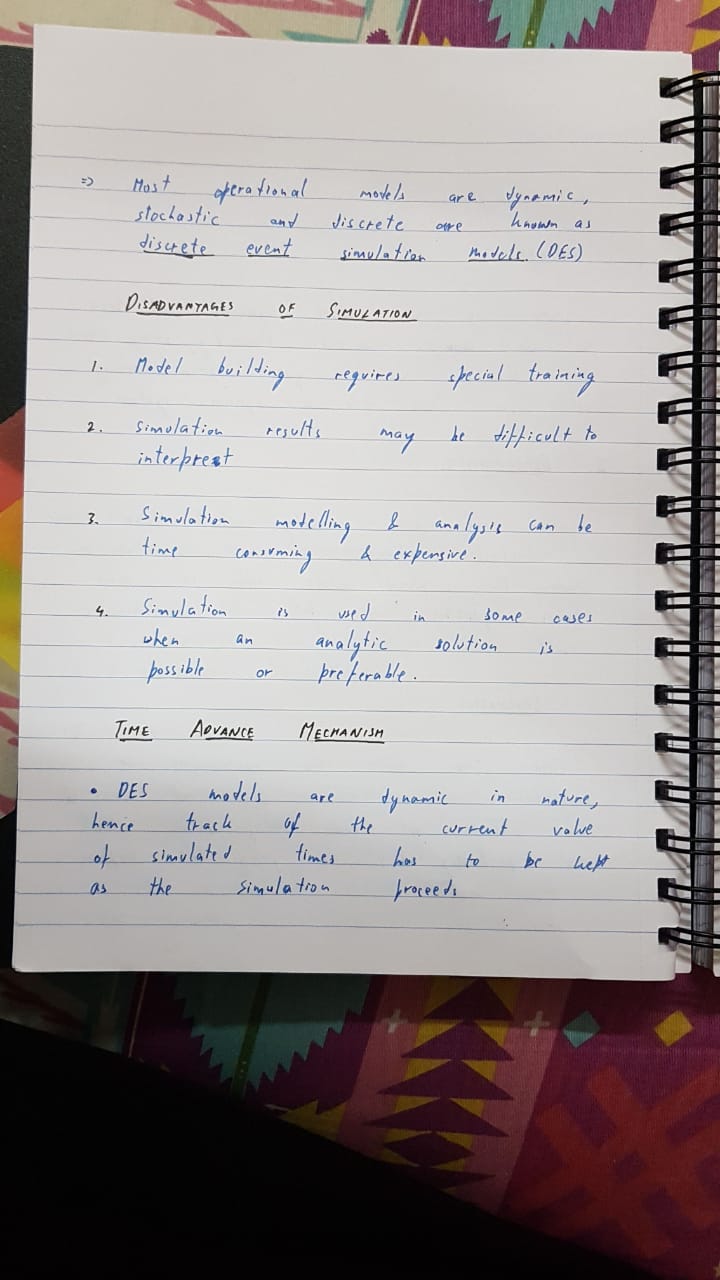 => Most operational models are dynamic,
stochastic and discrete are known as
discrete event simulation models. (DES)
DISADVANTAGES OF SIMULATION
1. Model building requires special training
2. Simulation results may be difficult to
interpret
3. Simulation modelling & analysis can be
time consuming & expensive.
4. Simulation is used in some cases
when an analytic solution is
possible or preferable.
TIME ADVANCE MECHANISM
• DES models are dynamic in nature,
hence track of the current value
of simulated times has to be kept
as the simulation proceeds